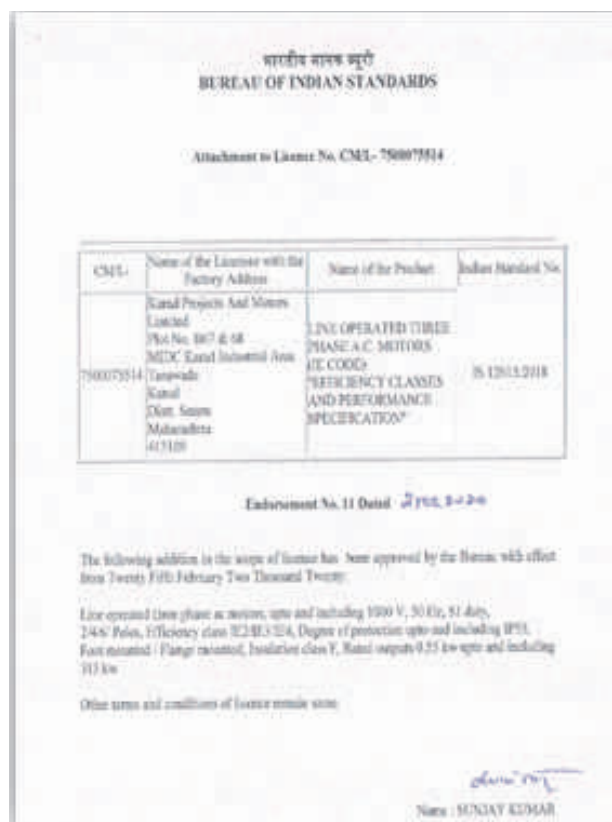 भारतीय मानक ब्यूरो
BUREAU OF INDIAN STANDARDS
Attachment to Licence No. CM/L- 7500075514
CM/L-
Name of the Licensee with the
Factory Address
Name of the Product
Indian Standard No.
7500075514
Projects And Motors
Limited
Plot No. B67 & 68
MIDC Karad Industrial Area
Tasawade
Karad
Distt. Satara
Maharashtra
415109
LINE OPERATED THREE
PHASE A.C. MOTORS
(IE CODE)
"EFFICIENCY CLASSES
AND PERFORMANCE
SPECIFICATION"
IS 12615:2018
Endorsement No. 11 Dated 2020
The following addition in the scope of licence has been approved by the Bureau with effect
from Twenty Fifth February Two Thousand Twenty:
Line operated three phase ac motors, upto and including 1000 V, 50 Hz, S1 duty,
2/4/6/ Poles, Efficiency class IE2/IE3/IE4, Degree of protection upto and including IP55,
Foot mounted / Flange mounted, Insulation class F, Rated outputs 0.55 kw upto and including
315 kw
Other terms and conditions of licence remain same.
Name : SUNJAY KUMAR